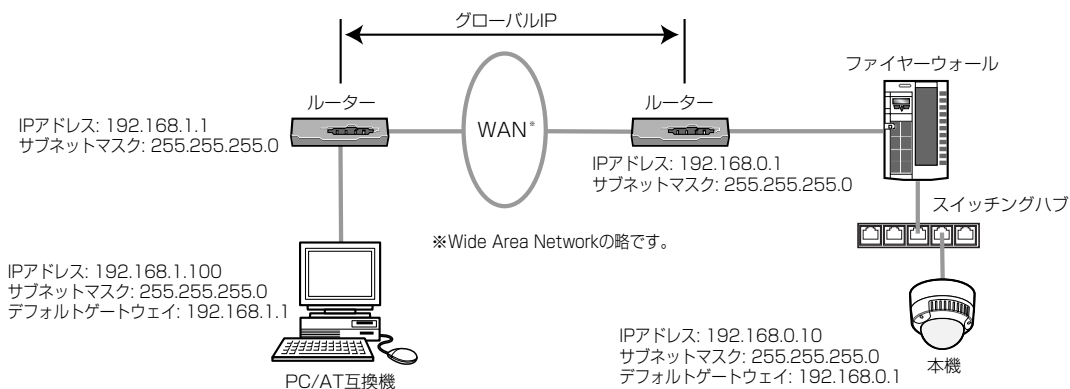 グローバルIP
ファイヤーウォール
ルーター
ルーター
IPアドレス: 192.168.1.1
サブネットマスク: 255.255.255.0
WAN※
IPアドレス: 192.168.0.1
サブネットマスク: 255.255.255.0
スイッチングハブ
※Wide Area Networkの略です。
IPアドレス: 192.168.1.100
サブネットマスク: 255.255.255.0
デフォルトゲートウェイ: 192.168.1.1
PC/AT互換機
IPアドレス: 192.168.0.10
サブネットマスク: 255.255.255.0
デフォルトゲートウェイ: 192.168.0.1
本機